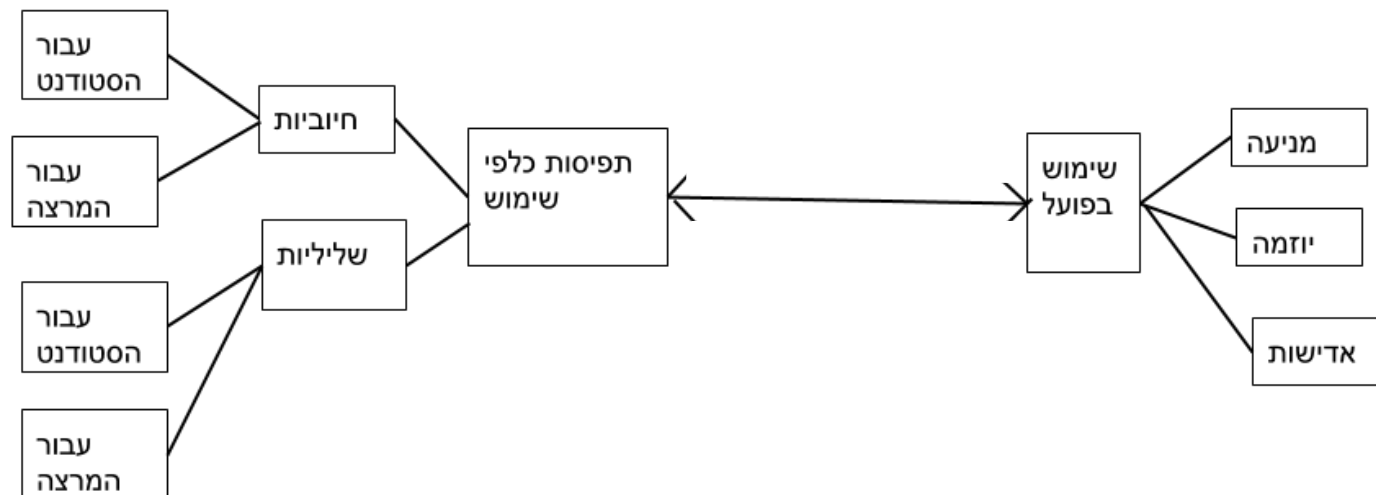 עבור
הסטודנט
חיוביות
עבור
המרצה
תפיסות כלפי
שימוש
שליליות
עבור
הסטודנט
עבור
המרצה
שימוש
בפועל
מניעה
יוזמה
אדישות